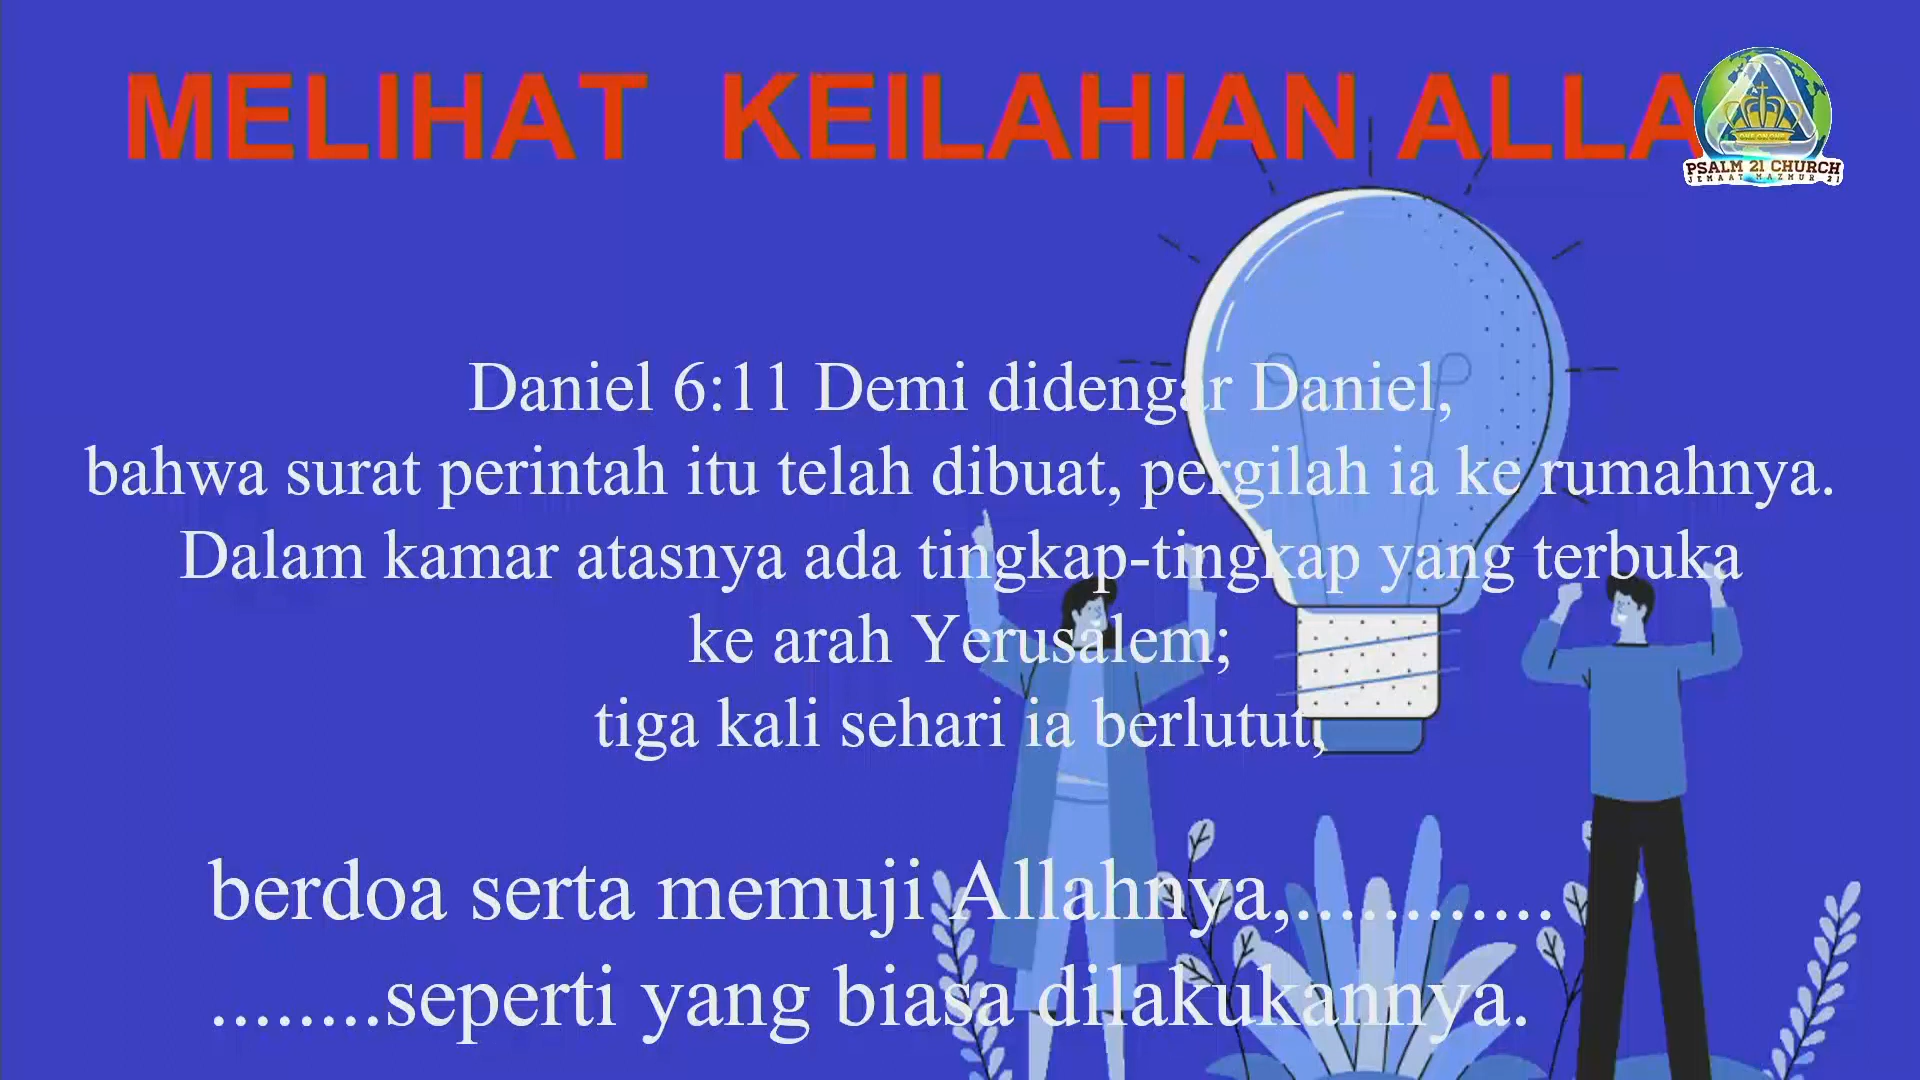 MELIHAT KEILAHIAN ALLA
PSALM 21 CHURCH
JEMAAT MAZMUR 21
Daniel 6:11 Demi didengar Daniel,
bahwa surat perintah itu telah dibuat, pergilah ia ke rumahnya.
Dalam kamar atasnya ada tingkap-tingkap yang terbuka
ke arah Yerusalem;
tiga kali sehari ia berlutut,
berdoa serta memuji Allahnya,............
........seperti yang biasa dilakukannya.